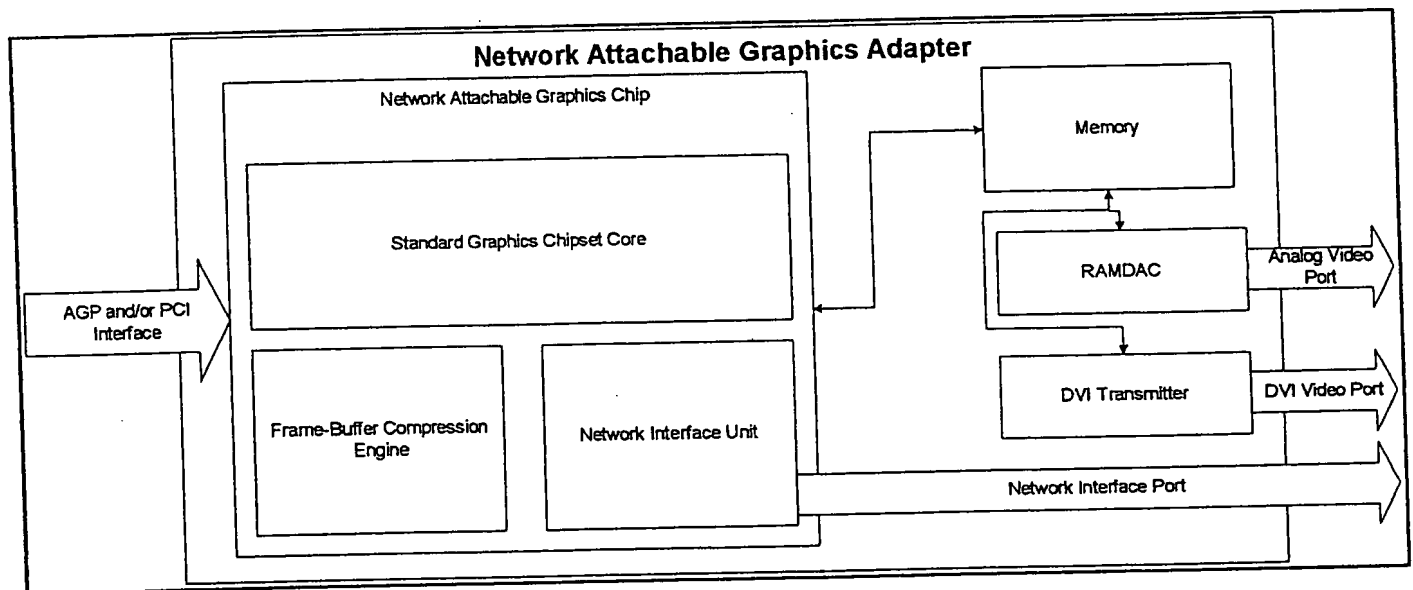 Network Attachable Graphics Adapter
Network Attachable Graphics Chip
Memory
Standard Graphics Chipset Core
RAMDAC
Analog Video
Port
AGP and/or PCI
Interface
DVI Transmitter
DVI Video Port
Frame-Buffer Compression
Engine
Network Interface Unit
Network Interface Port